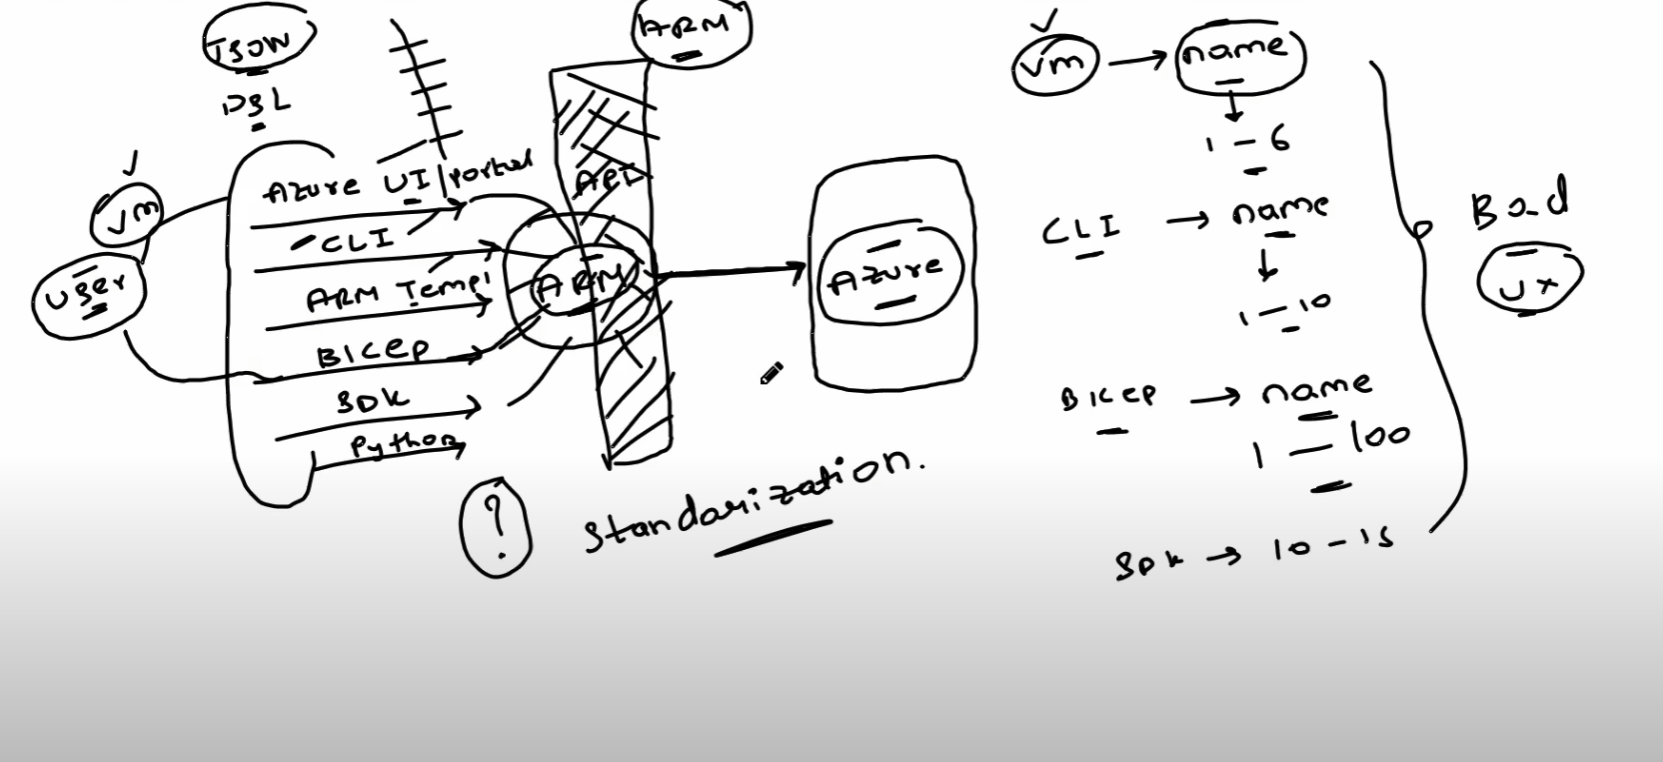 JSON
DSL
VM
User
Azure UI/Portal
CLI
ARM Templ
BICEP
SDK
Python
ARM
API
ARM
Azure
?
Standarization.
VM → name
1 - 6
CLI → name
1 - 10
BICEP → name
1 - 100
SDK → 10 - 15
Bad
UX